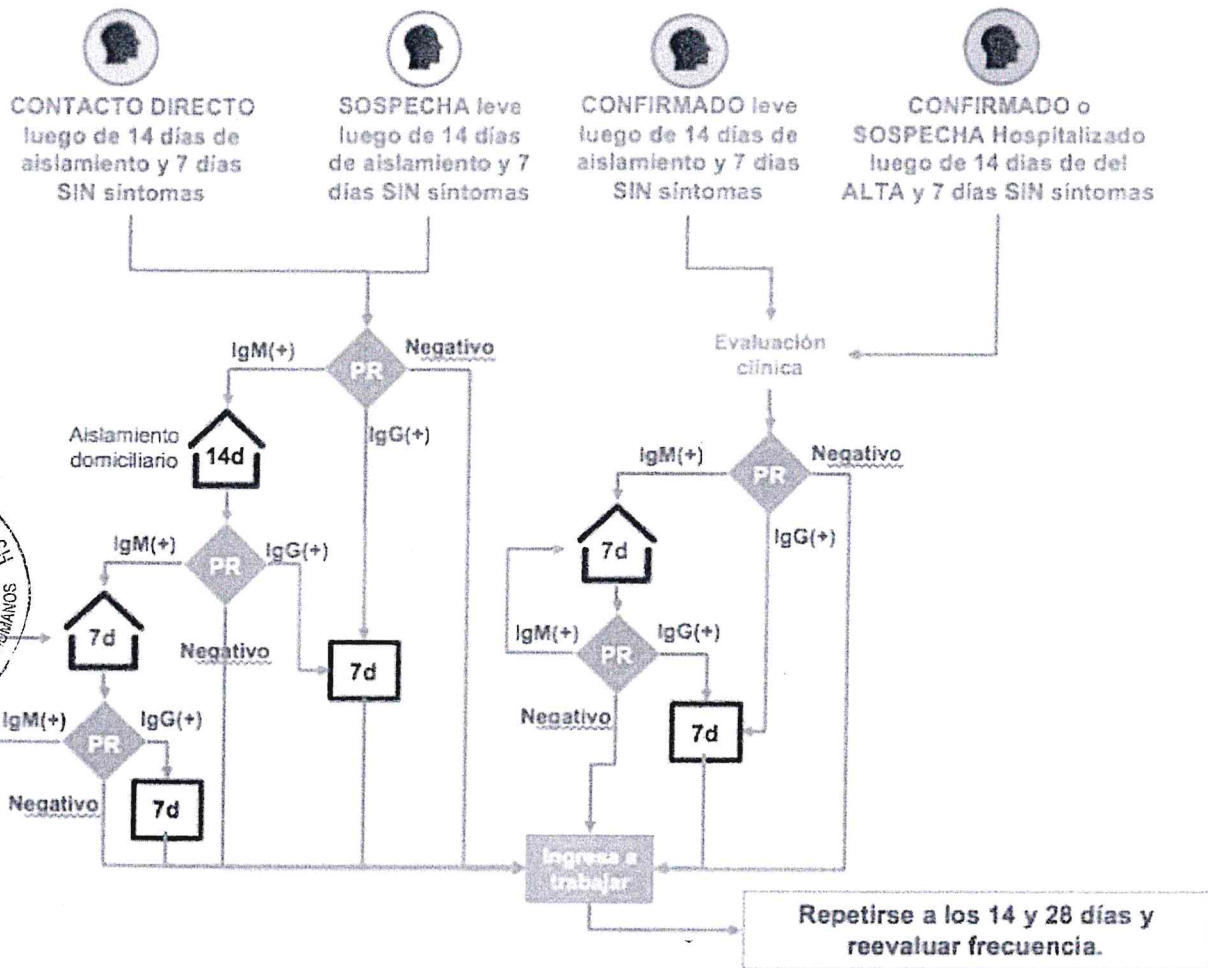 CONTACTO DIRECTO
luego de 14 días de
aislamiento y 7 días
SIN síntomas
SOSPECHA leve
luego de 14 días
de aislamiento y 7
días SIN síntomas
CONFIRMADO leve
luego de 14 días de
aislamiento y 7 días
SIN síntomas
CONFIRMADO o
SOSPECHA Hospitalizado
luego de 14 días de del
ALTA y 7 días SIN síntomas
IgM(+)
PR
Negativo
IgG(+)
Aislamiento
domiciliario
14d
IgM(+)
PR
IgG(+)
Negativo
7d
7d
IgM(+)
PR
IgG(+)
Negativo
7d
Evaluación
clínica
IgM(+)
PR
Negativo
IgG(+)
7d
IgM(+)
PR
IgG(+)
Negativo
7d
Ingresa a
trabajar
Repetirse a los 14 y 28 días y
reevaluar frecuencia.